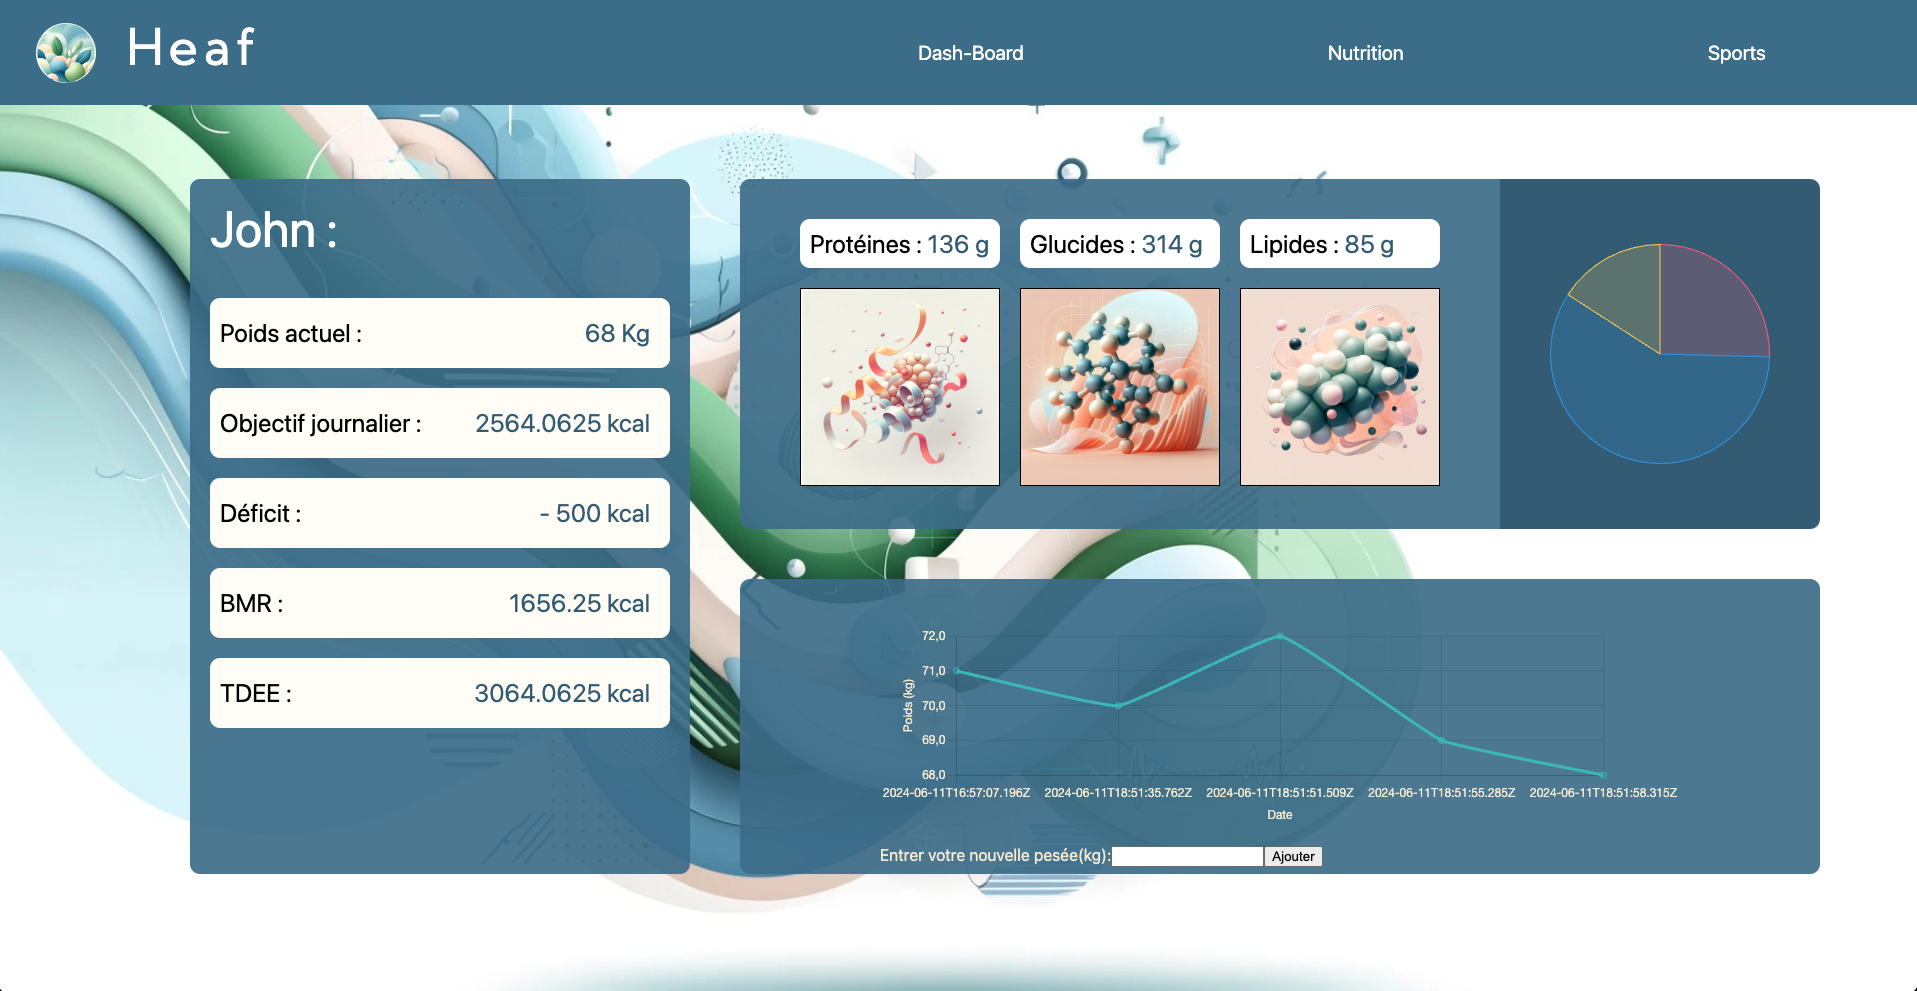 Heaf
Dash-Board
Nutrition
Sports
John :
Poids actuel : 68 Kg
Objectif journalier : 2564.0625 kcal
Déficit : - 500 kcal
BMR : 1656.25 kcal
TDEE : 3064.0625 kcal
Protéines : 136 g
Glucides : 314 g
Lipides : 85 g
72,0
71,0
70,0
69,0
68,0
Poids (kg)
2024-06-11T16:57:07.196Z
2024-06-11T18:51:35.762Z
2024-06-11T18:51:51.509Z
2024-06-11T18:51:55.285Z
2024-06-11T18:51:58.315Z
Date
Entrer votre nouvelle pesée(kg):
Ajouter